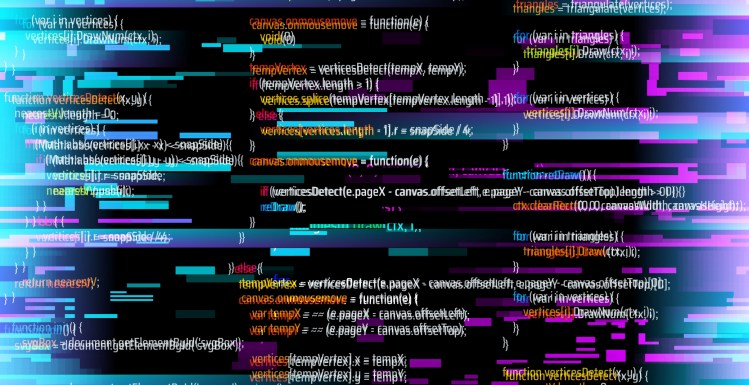 for (var i in vertices) {
vertices[i].DrawNum(ctx, i);
} }
function verticesDetect(x, y) {
nearest.length = 0;
for (i in vertices) {
if (Math.abs(vertices[i].x - x) <= snapSide) {
if (Math.abs(vertices[i].y - y) <= snapSide) {
vertices[i].r = snapSide;
nearest.push(i);
} } else {
vertices[i].r = snapSide / 4;
} }
return nearest;
}
function in() {
svgBox = document.getElementById('svgBox');
canvas.onmousemove = function(e) {
void(0)
}}
tempVertex = verticesDetect(tempX, tempY);
if (tempVertex.length > 1) {
vertices.splice(tempVertex[tempVertex.length - 1], 1);
} else {
vertices[vertices.length - 1].r = snapSide / 4;
}}
canvas.onmousemove = function(e) {
if ((verticesDetect(e.pageX - canvas.offsetLeft, e.pageY - canvas.offsetTop).length > 0)) {
reDraw();
}}
}} else {
tempVertex = verticesDetect(e.pageX - canvas.offsetLeft, e.pageY - canvas.offsetTop)[0];
canvas.onmousemove = function(e) {
var tempX = -~ (e.pageX - canvas.offsetLeft);
var tempY = -~ (e.pageY - canvas.offsetTop);
vertices[tempVertex].x = tempX;
vertices[tempVertex].y = tempY;
triangles = triangulate(vertices);
for (var i in triangles) {
triangles[i].Draw(ctx, i);
}}
for (var i in vertices) {
vertices[i].DrawNum(ctx, i);
}}
function reDraw() {
ctx.clearRect(0, 0, canvasWidth, canvasHeight);
for (var i in triangles) {
triangles[i].Draw(ctx, i);
}}
for (var i in vertices) {
vertices[i].DrawNum(ctx, i);
}}
function verticesDetect(x, y) {